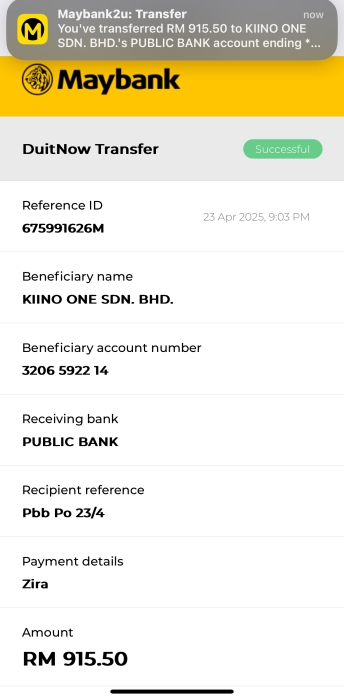 Maybank2u: Transfer
now
You've transferred RM 915.50 to KIINO ONE
SDN. BHD.'s PUBLIC BANK account ending *...
Maybank
DuitNow Transfer
Successful
Reference ID
23 Apr 2025, 9:03 PM
675991626M
Beneficiary name
KIINO ONE SDN. BHD.
Beneficiary account number
3206 5922 14
Receiving bank
PUBLIC BANK
Recipient reference
Pbb Po 23/4
Payment details
Zira
Amount
RM 915.50